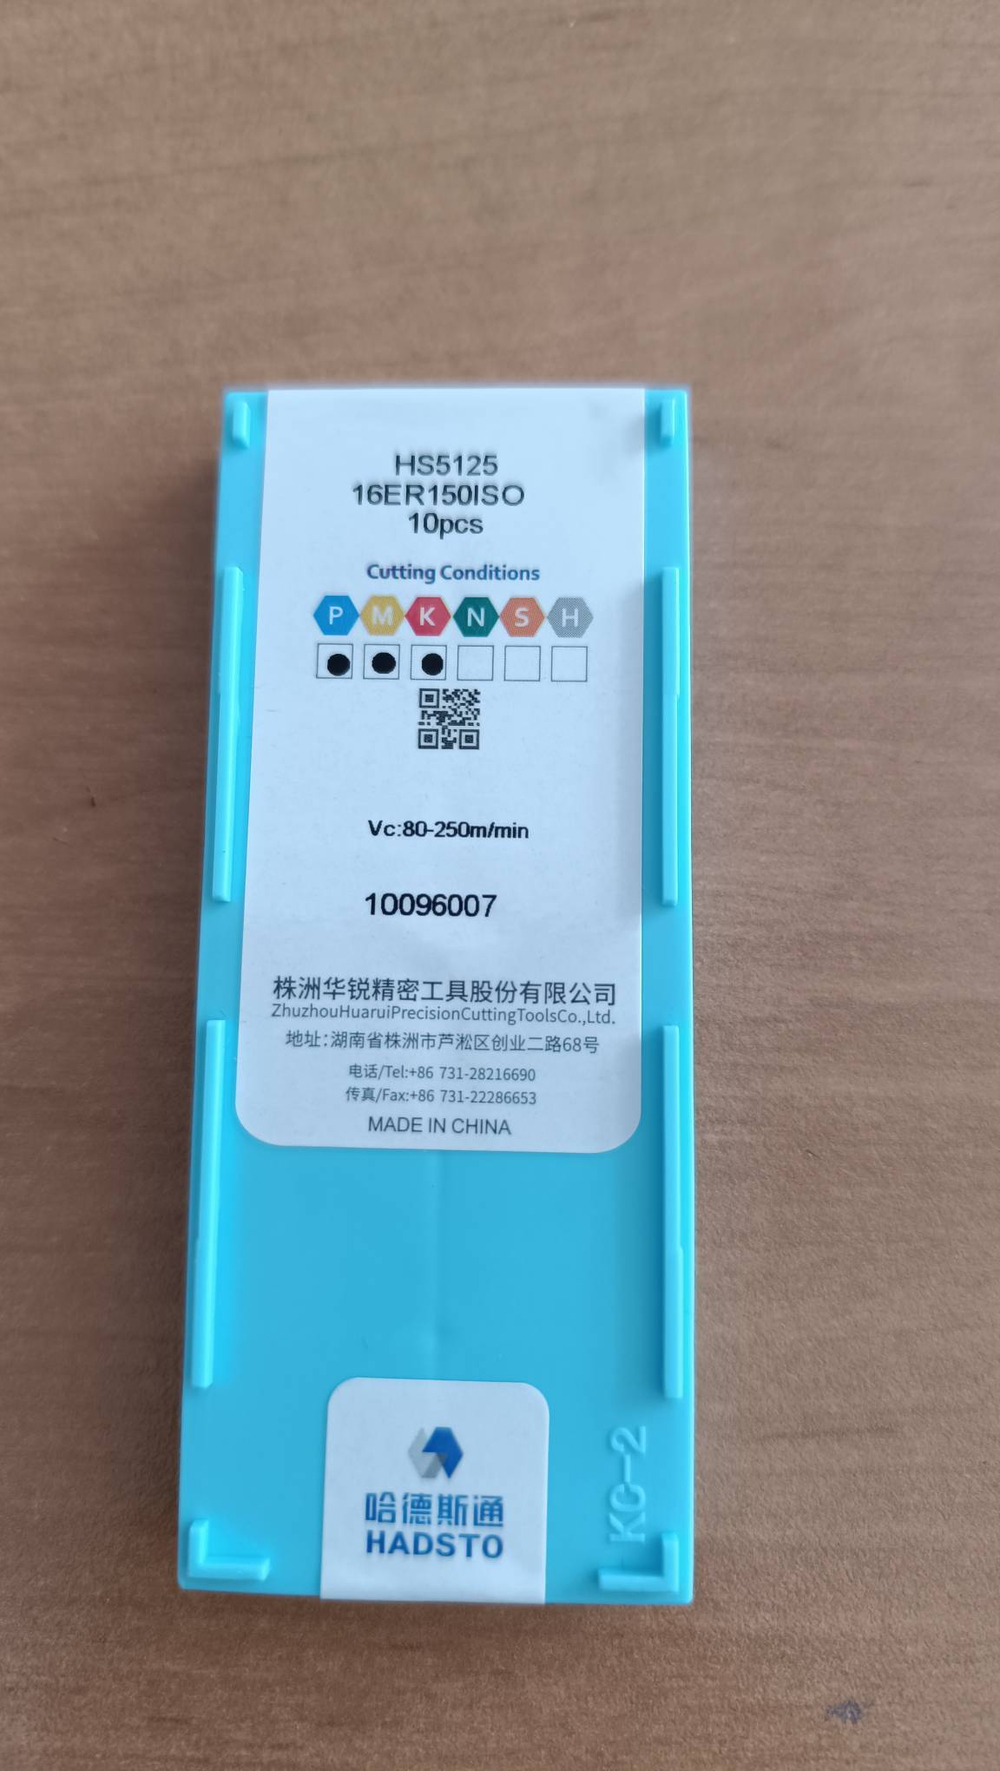 HS5125
16ER150ISO
10pcs
Cutting Conditions
P M K N S H
Vc:80-250m/min
10096007
株洲华锐精密工具股份有限公司
ZhuzhouHuaruiPrecisionCuttingToolsCo.,Ltd.
地址:湖南省株洲市芦淞区创业二路68号
电话/Tel:+86 731-28216690
传真/Fax:+86 731-22286653
MADE IN CHINA
KC-2
哈德斯通
HADSTO